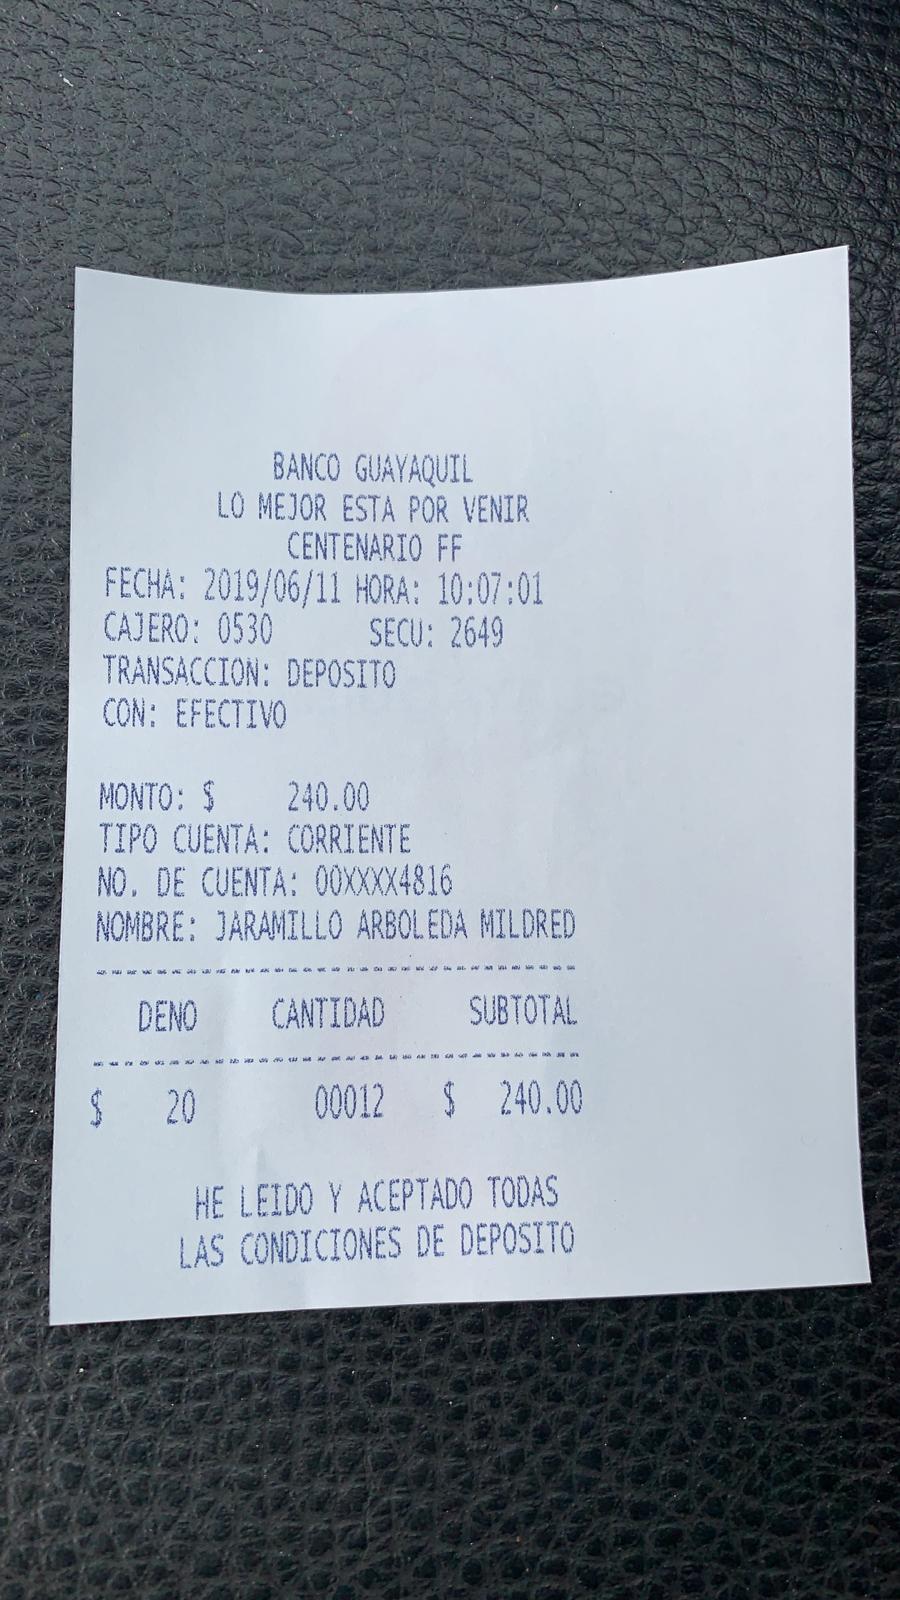 BANCO GUAYAQUIL
LO MEJOR ESTA POR VENIR
CENTENARIO FF
FECHA: 2019/06/11 HORA: 10:07:01
CAJERO: 0530 SECU: 2649
TRANSACCION: DEPOSITO
CON: EFECTIVO
MONTO: $ 240.00
TIPO CUENTA: CORRIENTE
NO. DE CUENTA: 00XXXX4816
NOMBRE: JARAMILLO ARBOLEDA MILDRED
DENO CANTIDAD SUBTOTAL
$ 20 00012 $ 240.00
HE LEIDO Y ACEPTADO TODAS
LAS CONDICIONES DE DEPOSITO